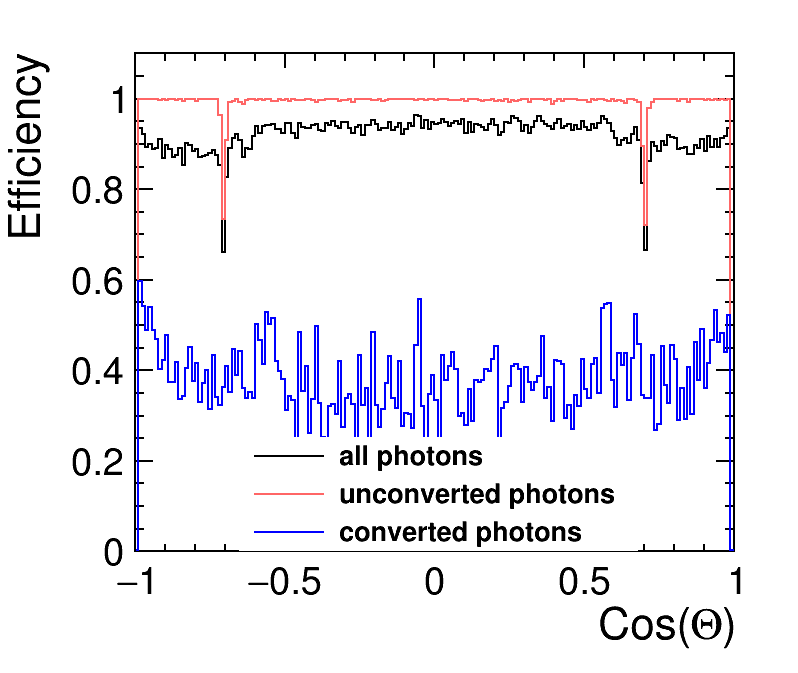 Efficiency
1
0.8
0.6
0.4
0.2
0
all photons
unconverted photons
converted photons
−1 −0.5 0 0.5 1
Cos(Θ)